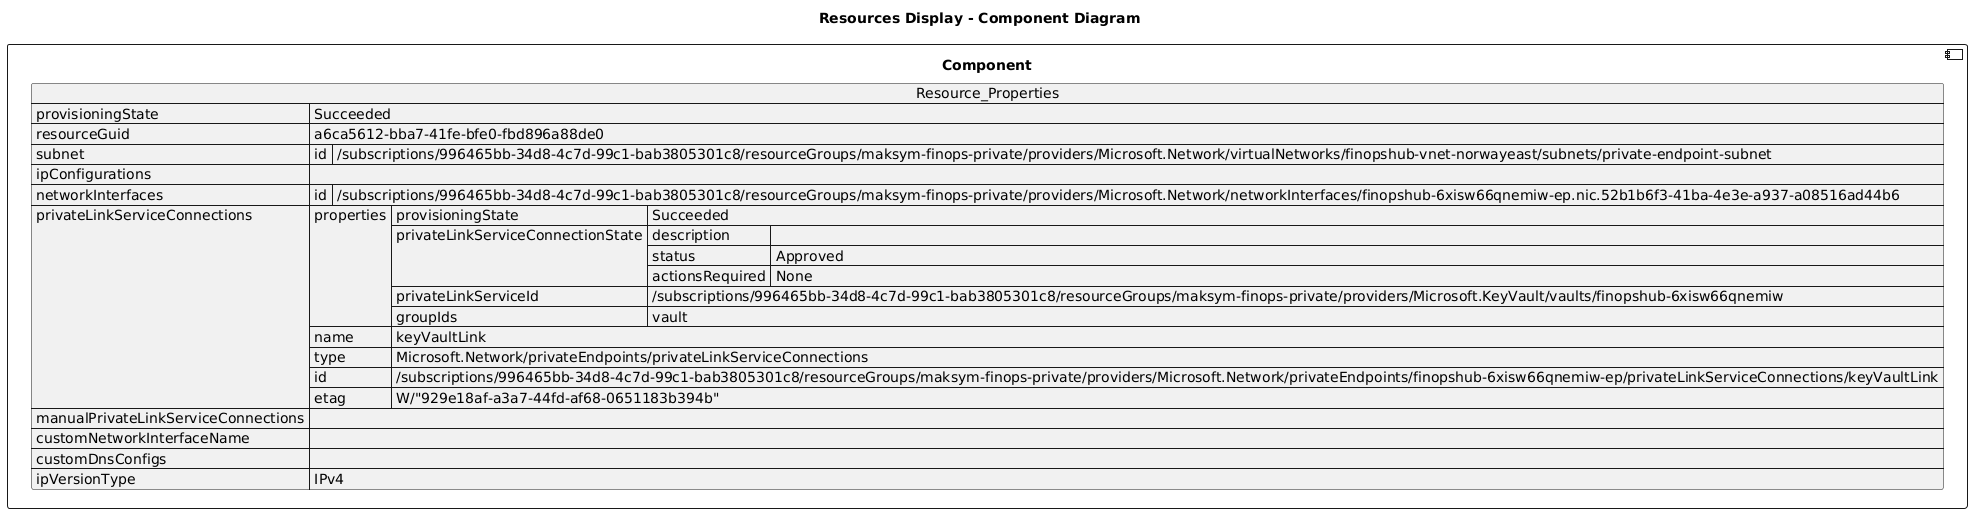 Resources Display - Component Diagram
Component
Resource_Properties
provisioningState Succeeded
resourceGuid a6ca5612-bba7-41fe-bfe0-fbd896a88de0
subnet id /subscriptions/996465bb-34d8-4c7d-99c1-bab3805301c8/resourceGroups/maksym-finops-private/providers/Microsoft.Network/virtualNetworks/finopshub-vnet-norwayeast/subnets/private-endpoint-subnet
ipConfigurations
networkInterfaces id /subscriptions/996465bb-34d8-4c7d-99c1-bab3805301c8/resourceGroups/maksym-finops-private/providers/Microsoft.Network/networkInterfaces/finopshub-6xisw66qnemiw-ep.nic.52b1b6f3-41ba-4e3e-a937-a08516ad44b6
privateLinkServiceConnections properties provisioningState Succeeded
privateLinkServiceConnectionState description
status Approved
actionsRequired None
privateLinkServiceId /subscriptions/996465bb-34d8-4c7d-99c1-bab3805301c8/resourceGroups/maksym-finops-private/providers/Microsoft.KeyVault/vaults/finopshub-6xisw66qnemiw
groupIds vault
name keyVaultLink
type Microsoft.Network/privateEndpoints/privateLinkServiceConnections
id /subscriptions/996465bb-34d8-4c7d-99c1-bab3805301c8/resourceGroups/maksym-finops-private/providers/Microsoft.Network/privateEndpoints/finopshub-6xisw66qnemiw-ep/privateLinkServiceConnections/keyVaultLink
etag W/"929e18af-a3a7-44fd-af68-0651183b394b"
manualPrivateLinkServiceConnections
customNetworkInterfaceName
customDnsConfigs
ipVersionType IPv4